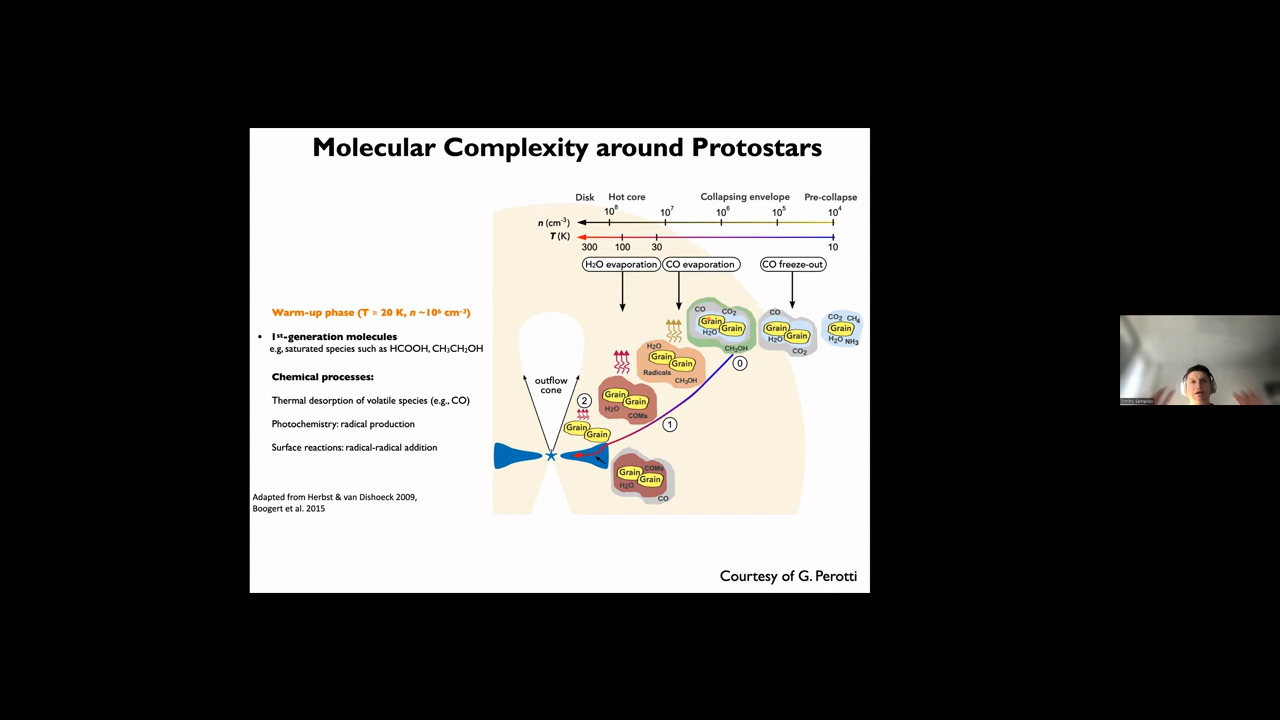 Molecular Complexity around Protostars
Disk Hot core Collapsing envelope Pre-collapse
n (cm⁻³) 10⁸ 10⁷ 10⁶ 10⁵ 10⁴
T (K) 300 100 30 10
H₂O evaporation CO evaporation CO freeze-out
Warm-up phase (T ≥ 20 K, n ~10⁶ cm⁻³)
• 1st-generation molecules
e.g, saturated species such as HCOOH, CH₃CH₂OH
Chemical processes:
Thermal desorption of volatile species (e.g., CO)
Photochemistry: radical production
Surface reactions: radical-radical addition
Adapted from Herbst & van Dishoeck 2009,
Boogert et al. 2015
CO CO₂
Grain
Grain
H₂O
CH₃OH
0
CO
Grain
Grain
H₂O
CO₂
CO₂ CH₄
Grain
H₂O NH₃
H₂O
Grain
Grain
Radicals
CH₃OH
Grain
Grain
H₂O
COMs
1
outflow
cone
2
Grain
Grain
COMs
Grain
Grain
H₂O
CO
Courtesy of G. Perotti